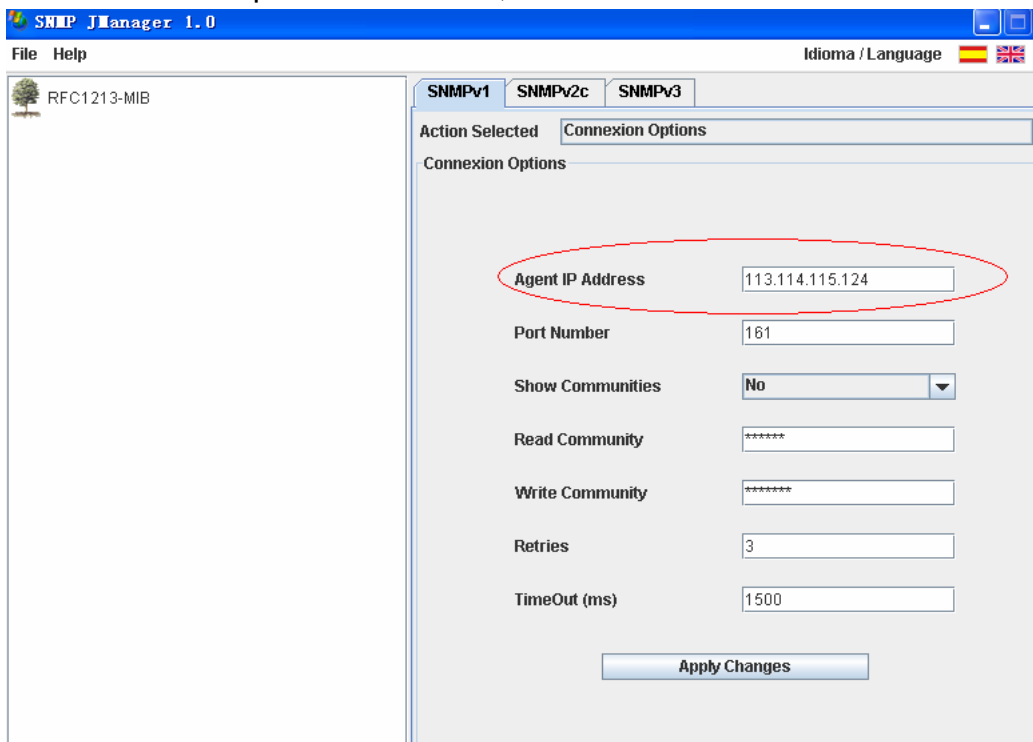 SNMP JManager 1.0
File Help Idioma / Language
RFC1213-MIB
SNMPv1 SNMPv2c SNMPv3
Action Selected Connexion Options
Connexion Options
Agent IP Address 113.114.115.124
Port Number 161
Show Communities No
Read Community ******
Write Community *******
Retries 3
TimeOut (ms) 1500
Apply Changes